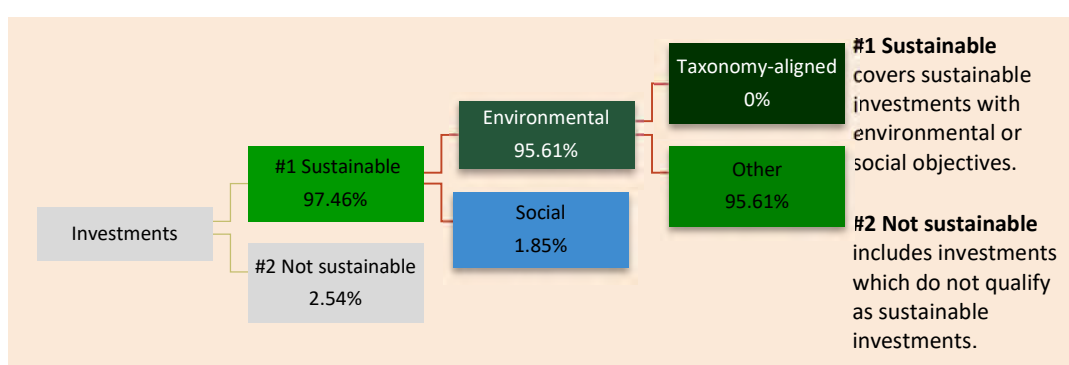 Investments
#1 Sustainable
97.46%
#2 Not sustainable
2.54%
Environmental
95.61%
Social
1.85%
Taxonomy-aligned
0%
Other
95.61%
#1 Sustainable
covers sustainable
investments with
environmental or
social objectives.
#2 Not sustainable
includes investments
which do not qualify
as sustainable
investments.